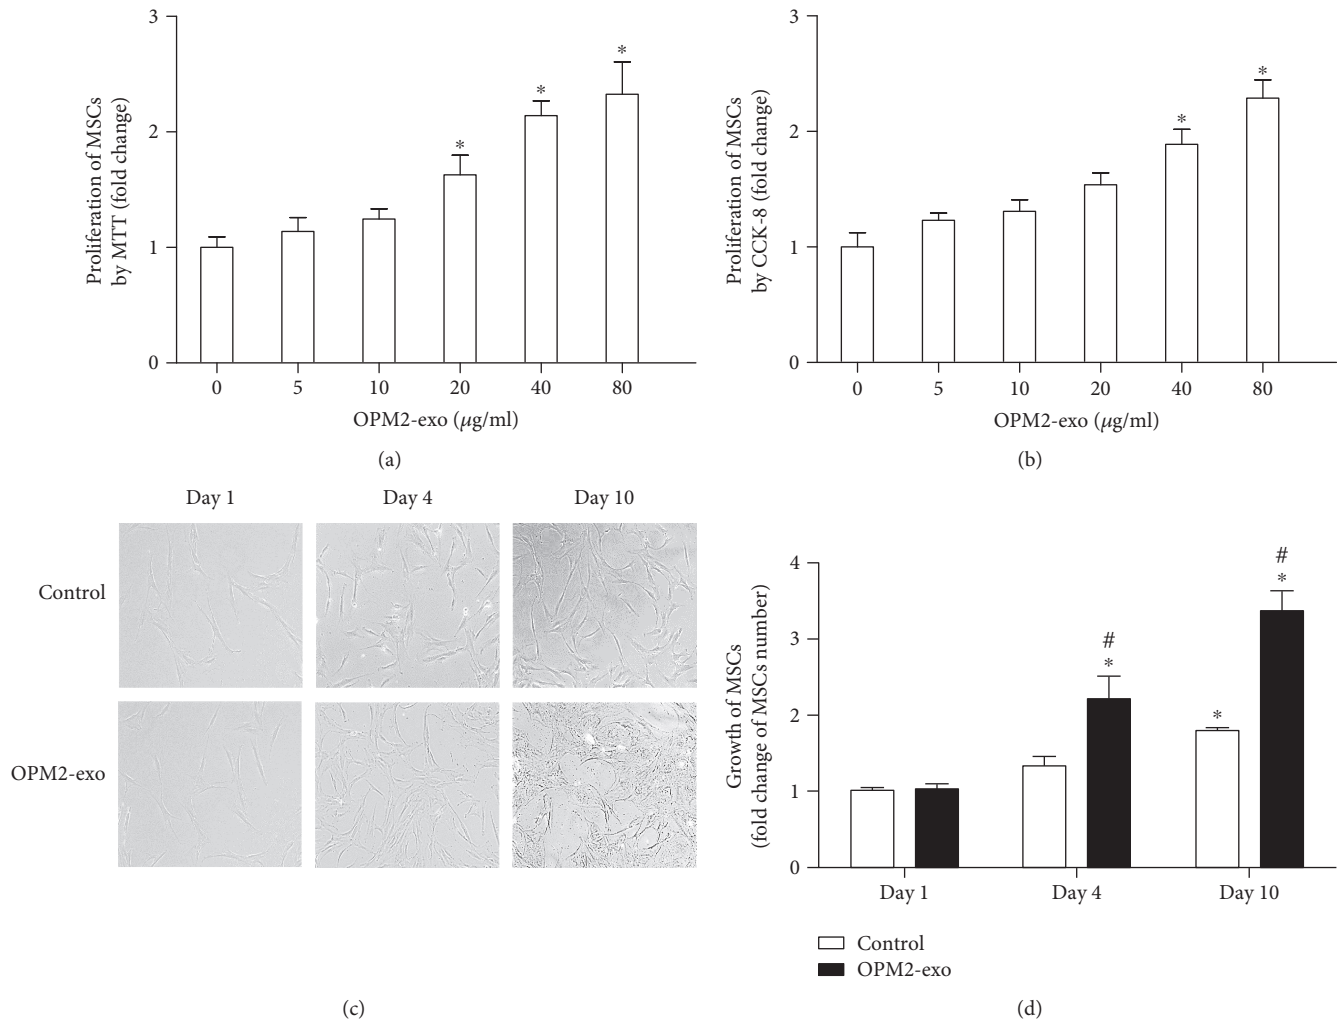 3
2
1
0
Proliferation of MSCs
by MTT (fold change)
*
*
*
0 5 10 20 40 80
OPM2-exo (μg/ml)
(a)
3
2
1
0
Proliferation of MSCs
by CCK-8 (fold change)
*
*
0 5 10 20 40 80
OPM2-exo (μg/ml)
(b)
Day 1 Day 4 Day 10
Control
OPM2-exo
(c)
4
3
2
1
0
Growth of MSCs
(fold change of MSCs number)
#
*
*
#
*
Day 1 Day 4 Day 10
Control
OPM2-exo
(d)